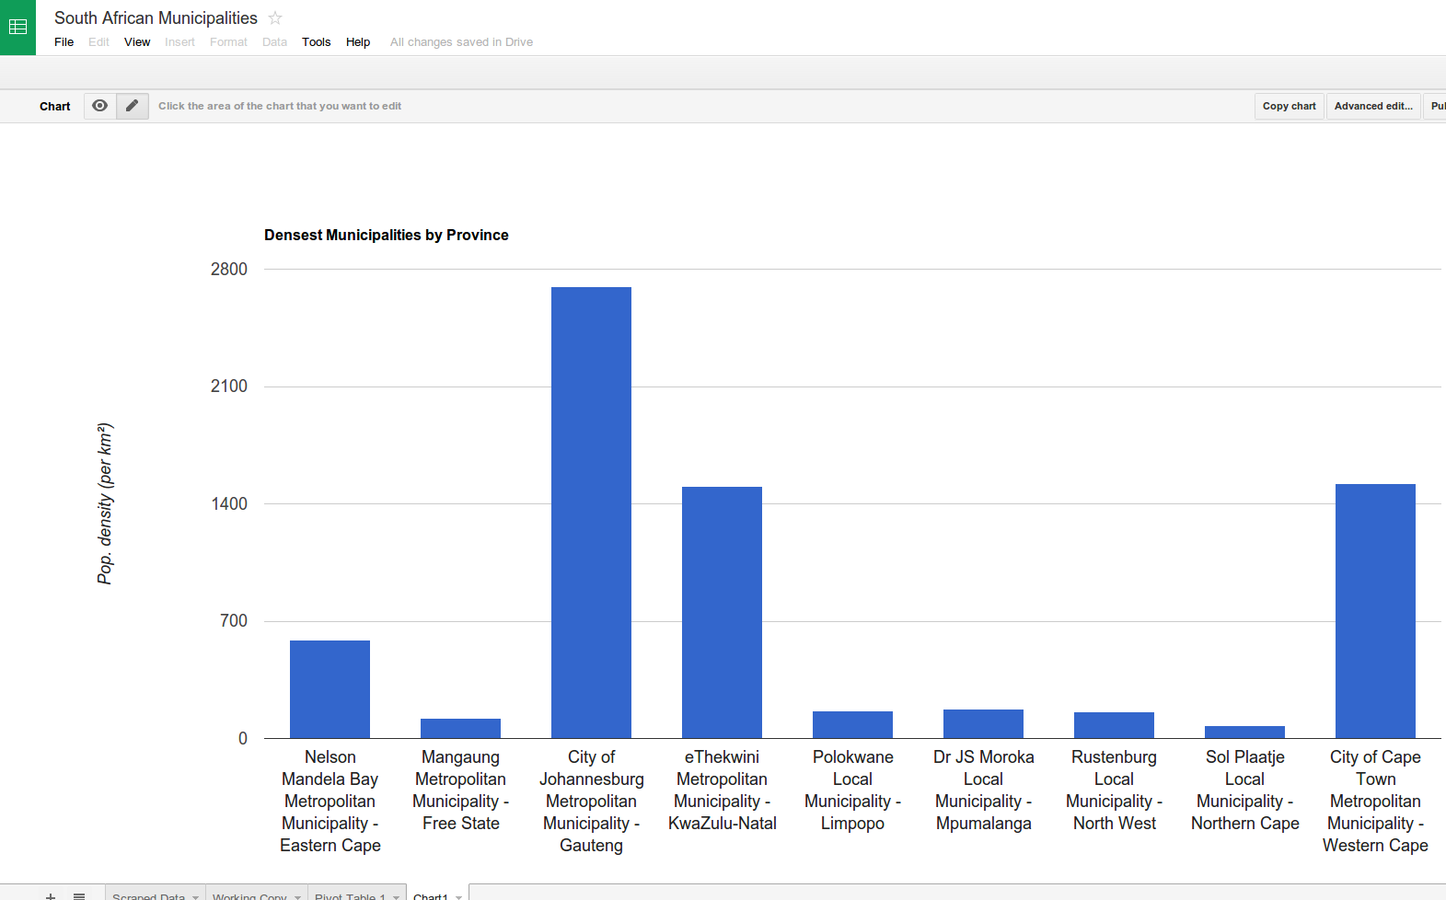 South African Municipalities
File Edit View Insert Format Data Tools Help All changes saved in Drive
Chart Click the area of the chart that you want to edit Copy chart Advanced edit...
Densest Municipalities by Province
Pop. density (per km²)
2800
2100
1400
700
0
Nelson
Mandela Bay
Metropolitan
Municipality -
Eastern Cape
Mangaung
Metropolitan
Municipality -
Free State
City of
Johannesburg
Metropolitan
Municipality -
Gauteng
eThekwini
Metropolitan
Municipality -
KwaZulu-Natal
Polokwane
Local
Municipality -
Limpopo
Dr JS Moroka
Local
Municipality -
Mpumalanga
Rustenburg
Local
Municipality -
North West
Sol Plaatje
Local
Municipality -
Northern Cape
City of Cape
Town
Metropolitan
Municipality -
Western Cape
Scraped Data Working Copy Pivot Table 1 Chart1